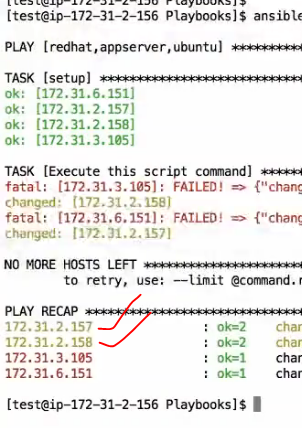 [test@ip-172-31-2-156 Playbooks]$
[test@ip-172-31-2-156 Playbooks]$ ansible
PLAY [redhat,appserver,ubuntu] ************
TASK [setup] ******************************
ok: [172.31.6.151]
ok: [172.31.2.157]
ok: [172.31.2.158]
ok: [172.31.3.105]
TASK [Execute this script command] ******
fatal: [172.31.3.105]: FAILED! => {"chang
changed: [172.31.2.158]
fatal: [172.31.6.151]: FAILED! => {"chang
changed: [172.31.2.157]
NO MORE HOSTS LEFT **********************
to retry, use: --limit @command.r
PLAY RECAP ******************************
172.31.2.157 : ok=2 chan
172.31.2.158 : ok=2 chan
172.31.3.105 : ok=1 chan
172.31.6.151 : ok=1 chan
[test@ip-172-31-2-156 Playbooks]$